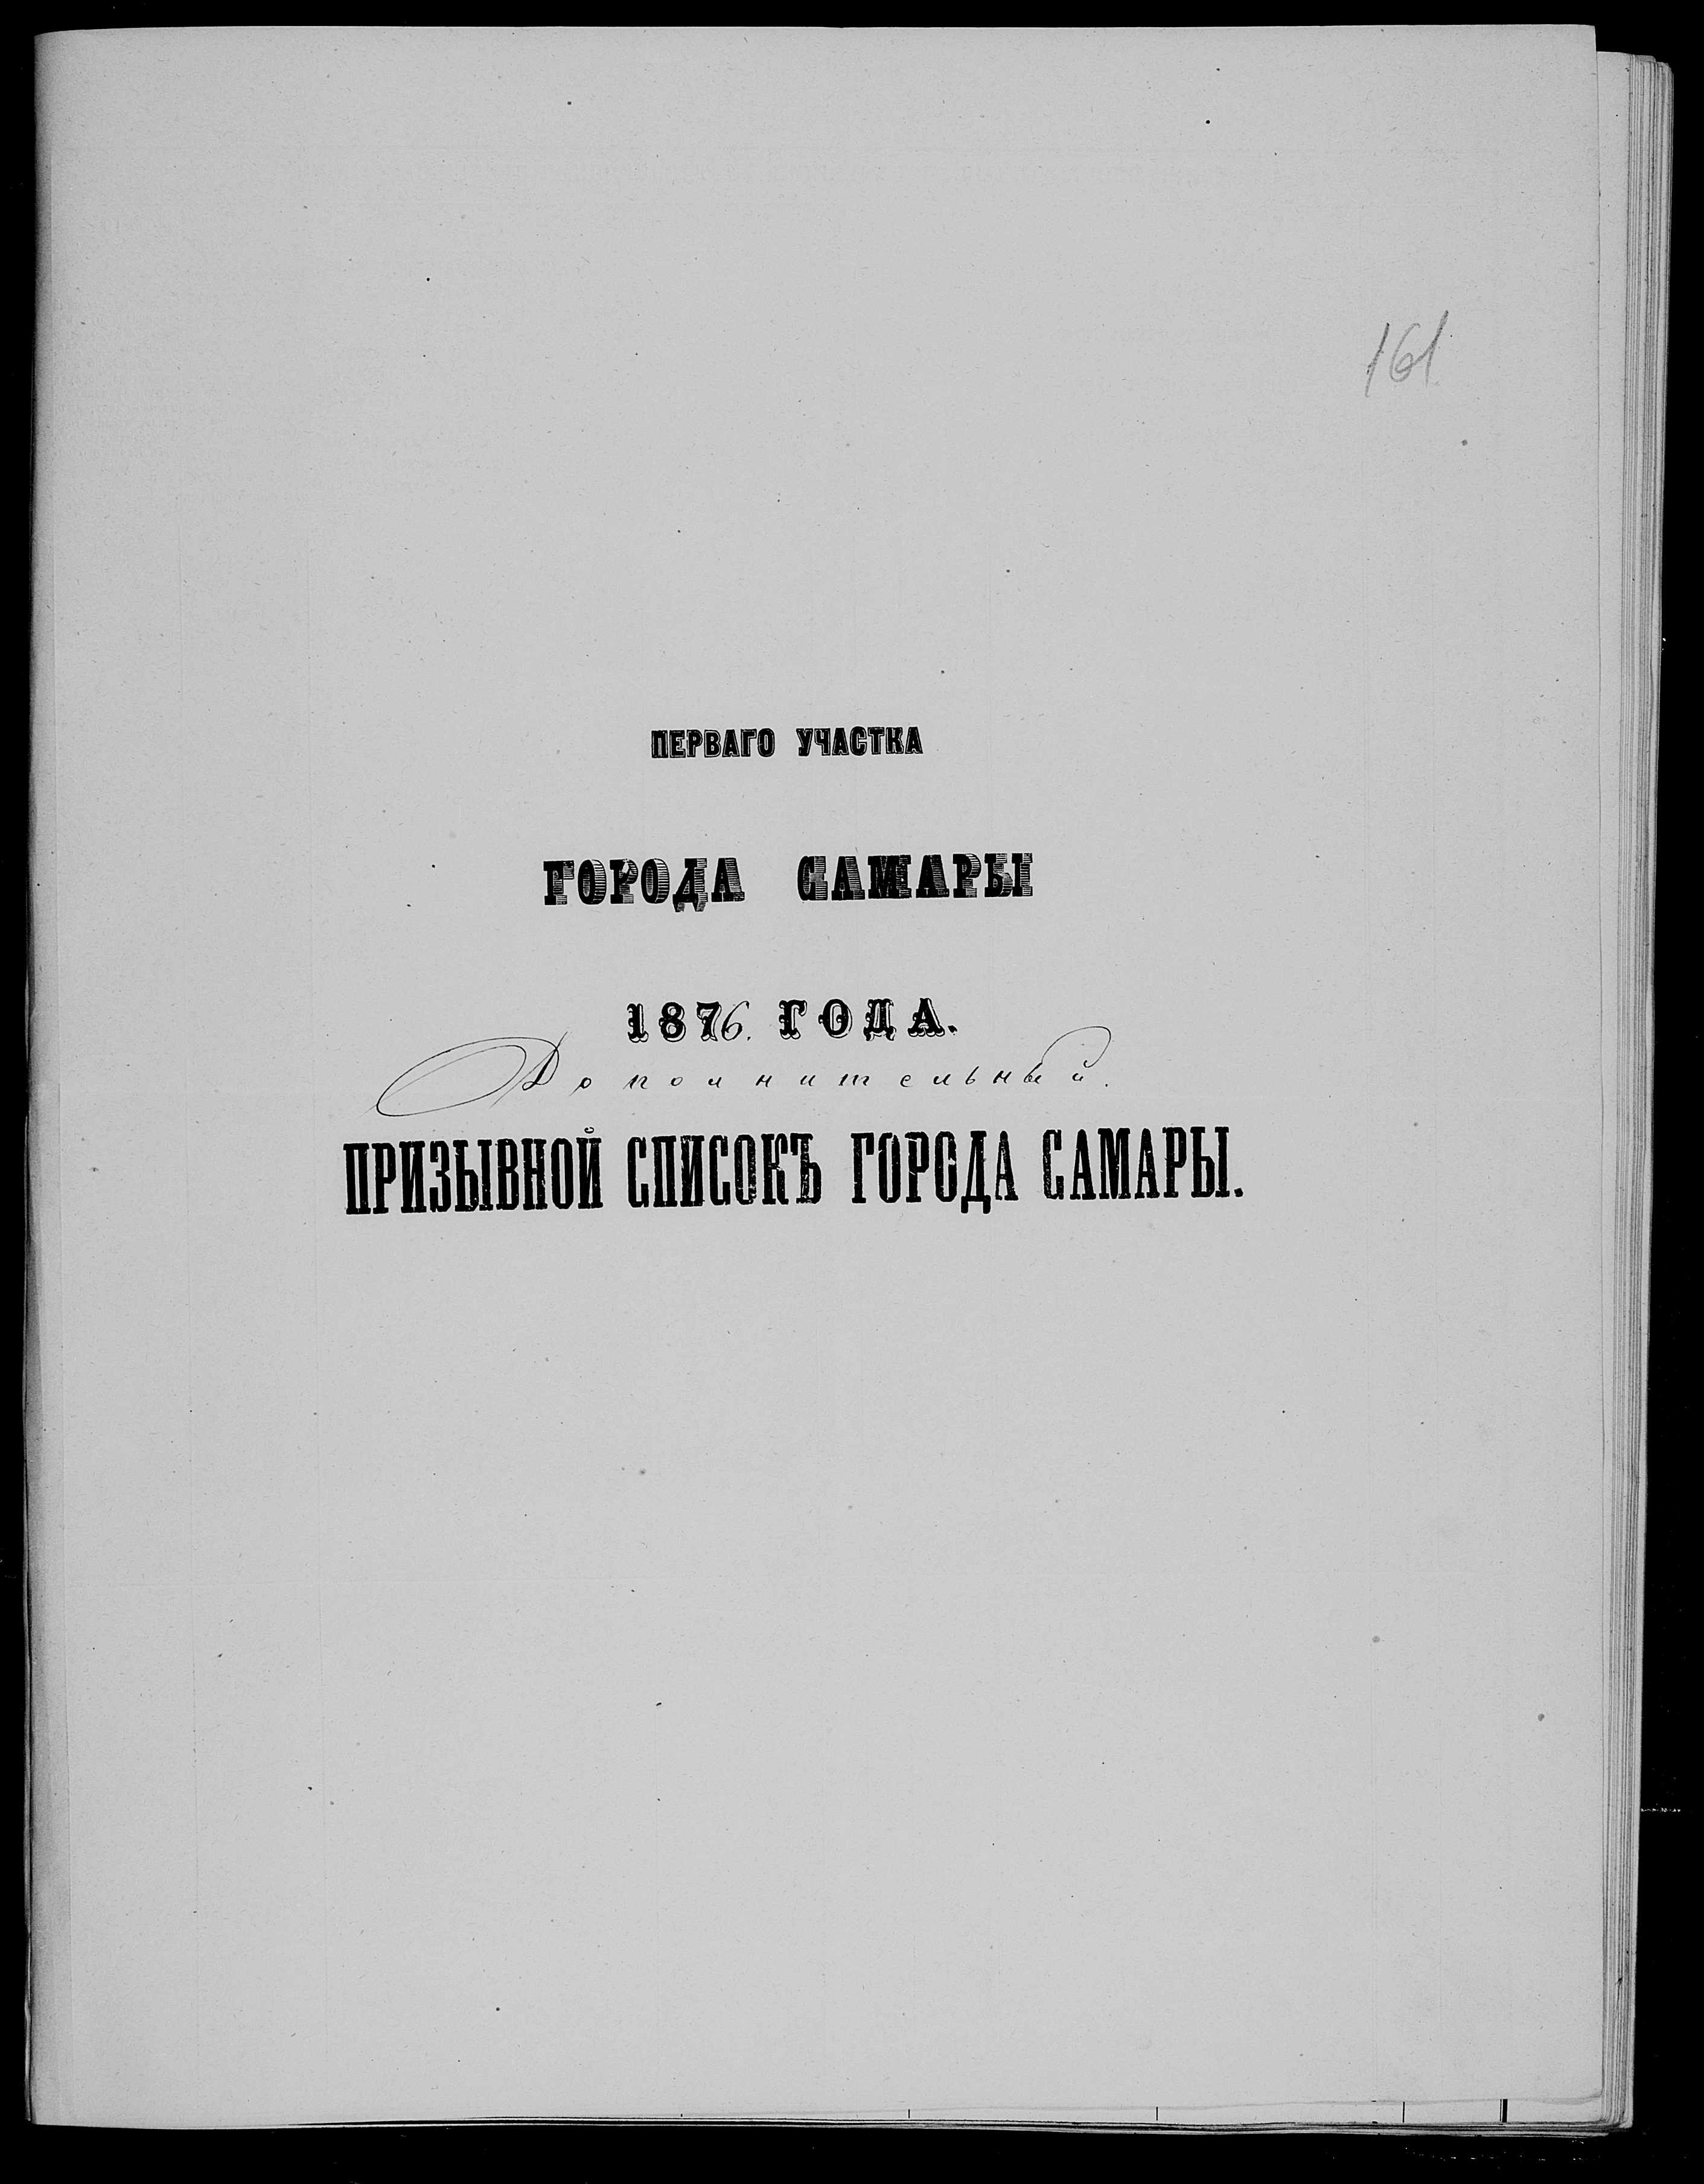 161
ПЕРВАГО УЧАСТКА
ГОРОДА САМАРЫ
1876. ГОДА.
Дополнительный.
ПРИЗЫВНОЙ СПИСОКЪ ГОРОДА САМАРЫ.